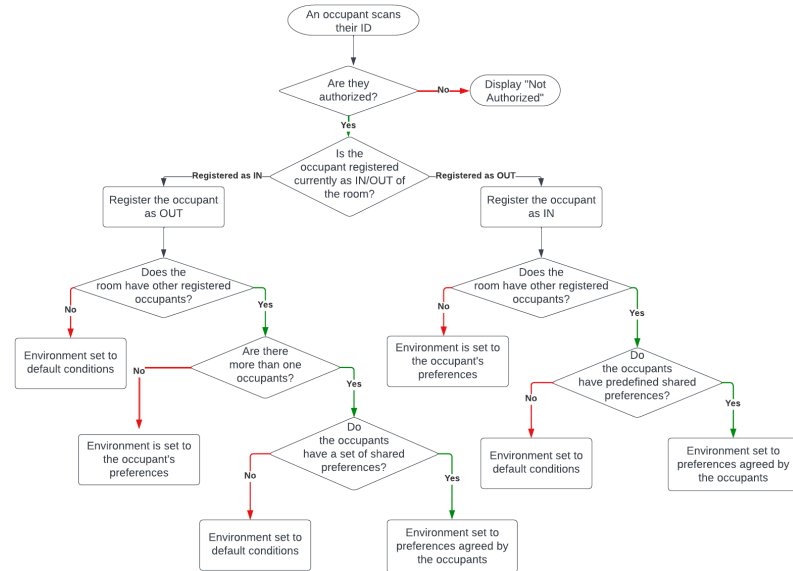 An occupant scans
their ID
Are they
authorized?
No
Display "Not
Authorized"
Yes
Is the
occupant registered
currently as IN/OUT of
the room?
Registered as IN
Registered as OUT
Register the occupant
as OUT
Register the occupant
as IN
Does the
room have other registered
occupants?
Does the
room have other registered
occupants?
No
Yes
No
Yes
Environment set to
default conditions
Are there
more than one
occupants?
Environment is set to
the occupant's
preferences
Do
the occupants
have predefined shared
preferences?
No
Yes
No
Yes
Environment is set to
the occupant's
preferences
Do
the occupants
have a set of shared
preferences?
Environment set to
default conditions
Environment set to
preferences agreed by
the occupants
No
Yes
Environment set to
default conditions
Environment set to
preferences agreed by
the occupants